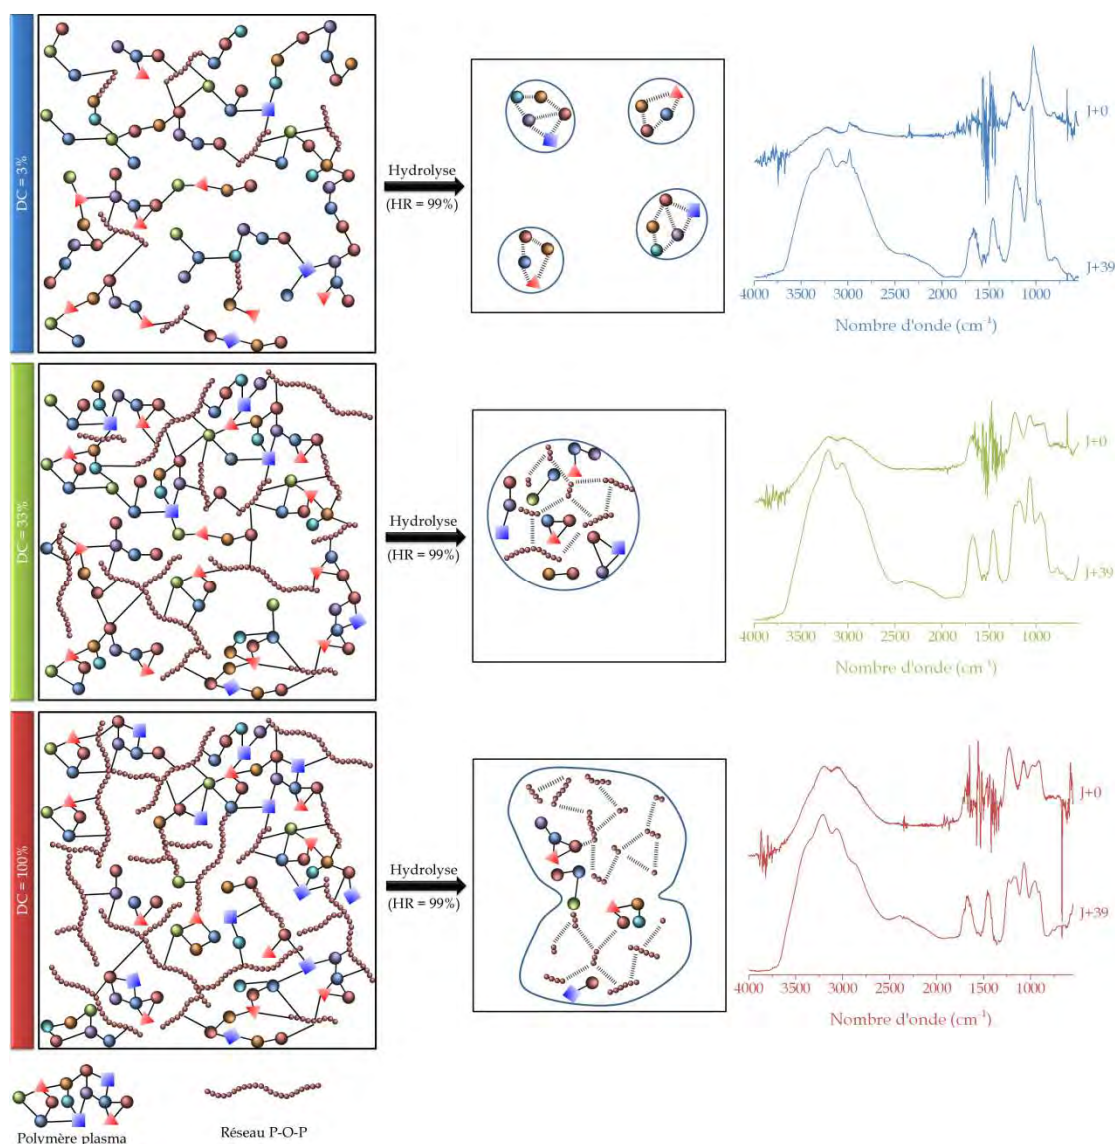 DC = 3%
Hydrolyse
(HR = 99%)
J+0
J+39
4000 3500 3000 2500 2000 1500 1000
Nombre d'onde (cm⁻¹)
DC = 33%
Hydrolyse
(HR = 99%)
J+0
J+39
4000 3500 3000 2500 2000 1500 1000
Nombre d'onde (cm⁻¹)
DC = 100%
Hydrolyse
(HR = 99%)
J+0
J+39
4000 3500 3000 2500 2000 1500 1000
Nombre d'onde (cm⁻¹)
Polymère plasma
Réseau P-O-P